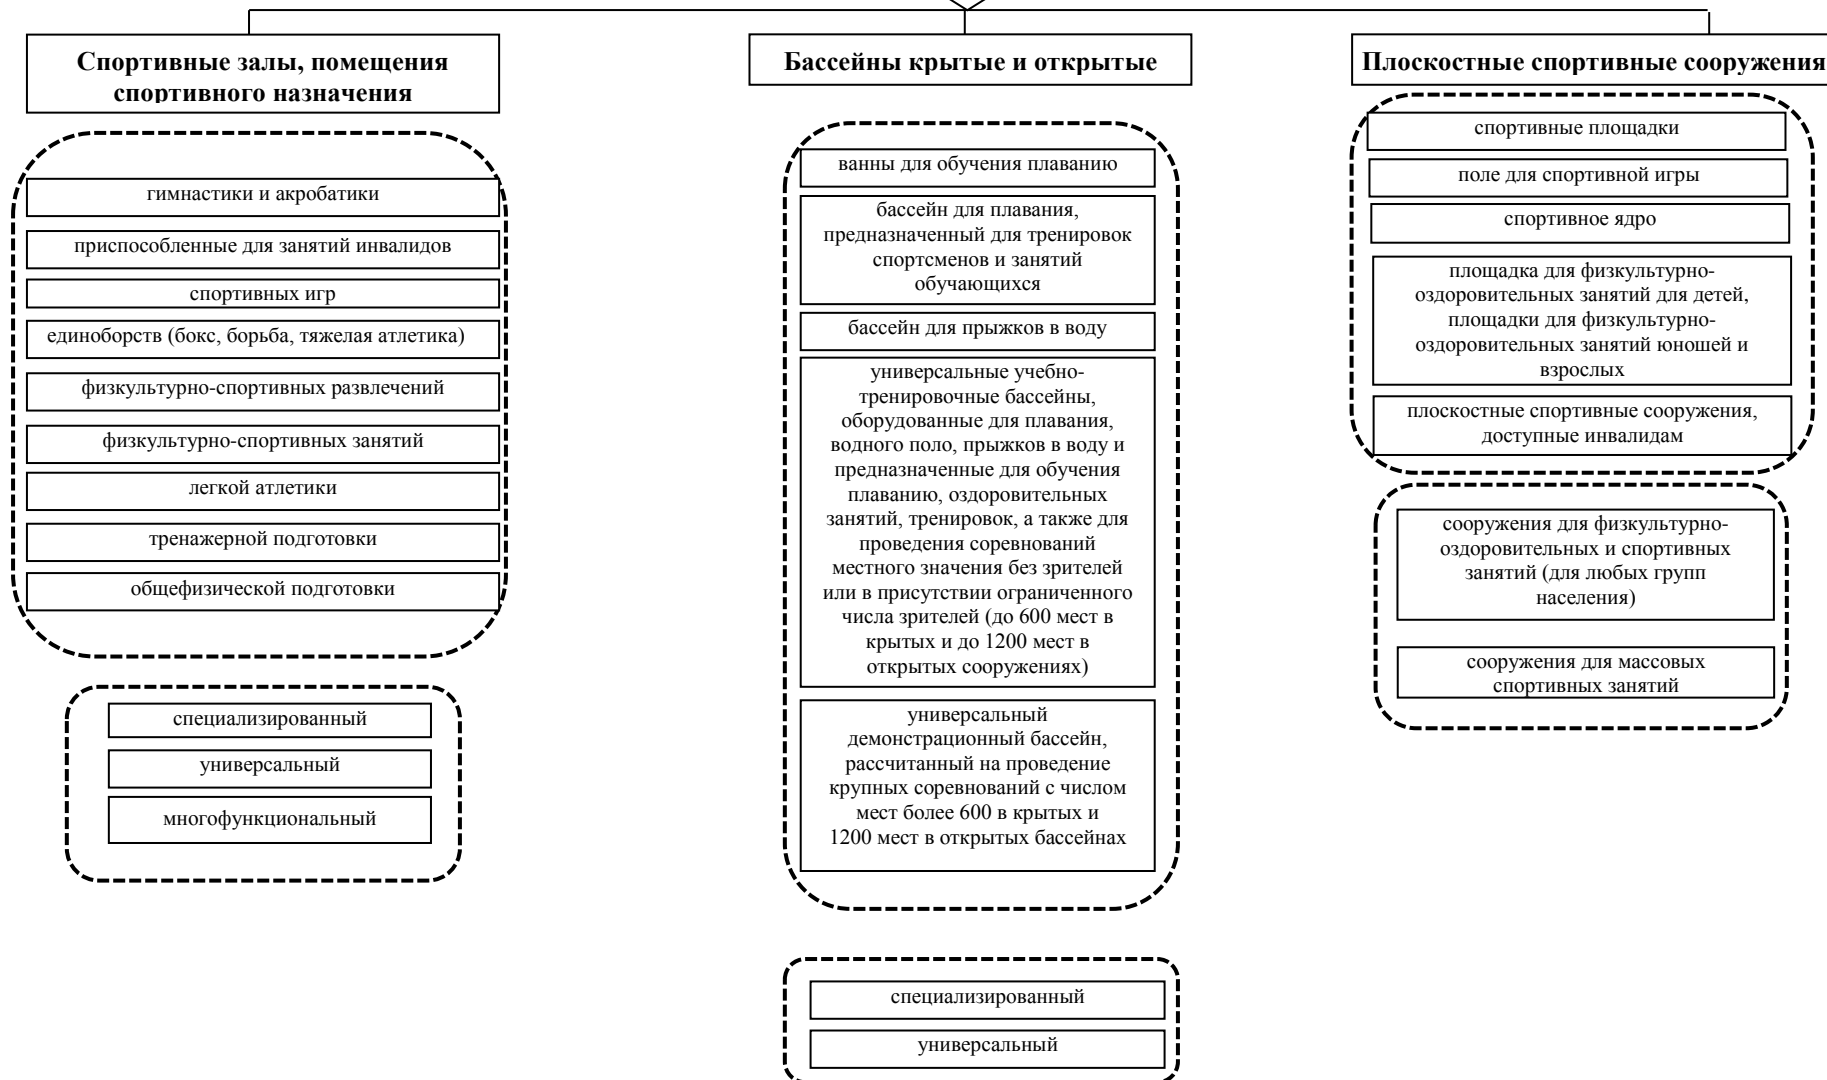 Спортивные залы, помещения
спортивного назначения
гимнастики и акробатики
приспособленные для занятий инвалидов
спортивных игр
единоборств (бокс, борьба, тяжелая атлетика)
физкультурно-спортивных развлечений
физкультурно-спортивных занятий
легкой атлетики
тренажерной подготовки
общефизической подготовки
специализированный
универсальный
многофункциональный
Бассейны крытые и открытые
ванны для обучения плаванию
бассейн для плавания,
предназначенный для тренировок
спортсменов и занятий
обучающихся
бассейн для прыжков в воду
универсальные учебно-
тренировочные бассейны,
оборудованные для плавания,
водного поло, прыжков в воду и
предназначенные для обучения
плаванию, оздоровительных
занятий, тренировок, а также для
проведения соревнований
местного значения без зрителей
или в присутствии ограниченного
числа зрителей (до 600 мест в
крытых и до 1200 мест в
открытых сооружениях)
универсальный
демонстрационный бассейн,
рассчитанный на проведение
крупных соревнований с числом
мест более 600 в крытых и
1200 мест в открытых бассейнах
специализированный
универсальный
Плоскостные спортивные сооружения
спортивные площадки
поле для спортивной игры
спортивное ядро
площадка для физкультурно-
оздоровительных занятий для детей,
площадки для физкультурно-
оздоровительных занятий юношей и
взрослых
плоскостные спортивные сооружения,
доступные инвалидам
сооружения для физкультурно-
оздоровительных и спортивных
занятий (для любых групп
населения)
сооружения для массовых
спортивных занятий